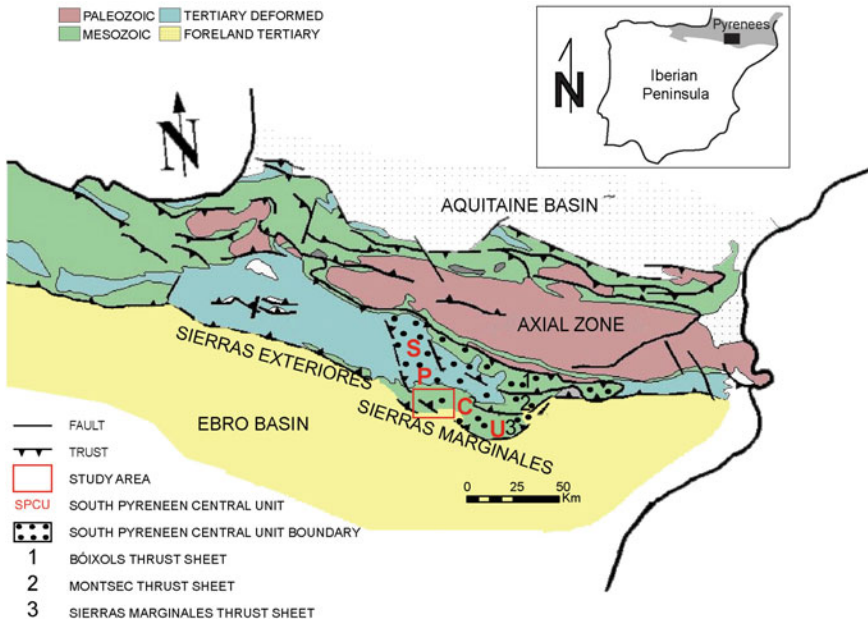 PALEOZOIC
TERTIARY DEFORMED
MESOZOIC
FORELAND TERTIARY
Pyrenees
N
Iberian
Peninsula
N
AQUITAINE BASIN
AXIAL ZONE
SIERRAS EXTERIORES
S
P
C
U
1
2
3
SIERRAS MARGINALES
EBRO BASIN
0 25 50
Km
FAULT
TRUST
STUDY AREA
SPCU SOUTH PYRENEEN CENTRAL UNIT
SOUTH PYRENEEN CENTRAL UNIT BOUNDARY
1 BÓIXOLS THRUST SHEET
2 MONTSEC THRUST SHEET
3 SIERRAS MARGINALES THRUST SHEET